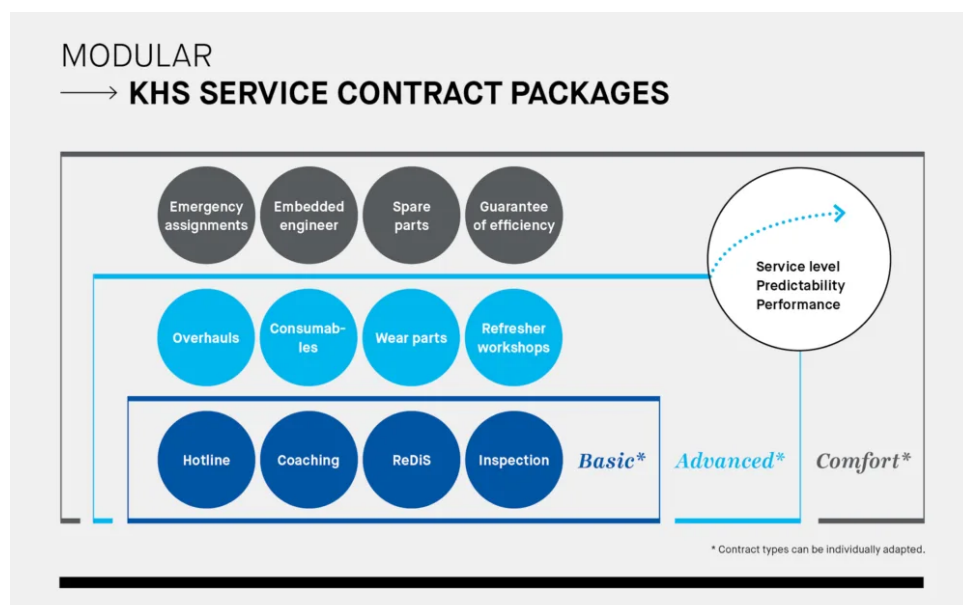 MODULAR
→ KHS SERVICE CONTRACT PACKAGES
Emergency
assignments
Embedded
engineer
Spare
parts
Guarantee
of efficiency
Service level
Predictability
Performance
Overhauls
Consumab-
les
Wear parts
Refresher
workshops
Hotline
Coaching
ReDiS
Inspection
Basic*
Advanced*
Comfort*
* Contract types can be individually adapted.